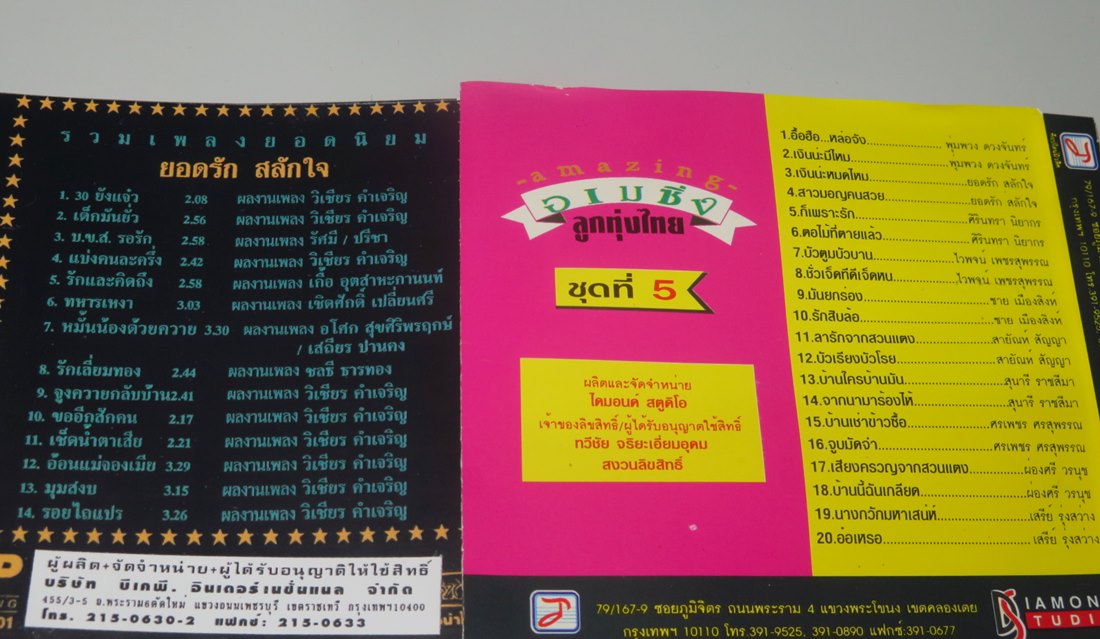 รวมเพลงยอดนิยม
ยอดรัก สลักใจ
1. 30 ยังแจ๋ว 2.08 ผลงานเพลง วิเชียร คำเจริญ
2. เด็กมันยั่ว 2.56 ผลงานเพลง วิเชียร คำเจริญ
3. บ.ข.ส. รอรัก 2.58 ผลงานเพลง รัศมี / ปรีชา
4. แบ่งคนละครึ่ง 2.42 ผลงานเพลง วิเชียร คำเจริญ
5. รักและคิดถึง 2.58 ผลงานเพลง เกื้อ อุตสาหะกานนท์
6. ทหารเหงา 3.03 ผลงานเพลง เชิดศักดิ์ เปลี่ยนศรี
7. หมั้นน้องด้วยควาย 3.30 ผลงานเพลง อโศก สุขศิริพรฤกษ์
/ เสถียร ปานคง
8. รักเลี่ยมทอง 2.44 ผลงานเพลง ชลธี ธารทอง
9. จูงควายกลับบ้าน 2.41 ผลงานเพลง วิเชียร คำเจริญ
10. ขออีกสักคน 2.17 ผลงานเพลง วิเชียร คำเจริญ
11. เช็ดน้ำตาเสีย 2.21 ผลงานเพลง วิเชียร คำเจริญ
12. อ้อนแม่จองเมีย 3.29 ผลงานเพลง วิเชียร คำเจริญ
13. มุมสงบ 3.15 ผลงานเพลง วิเชียร คำเจริญ
14. รอยไถแปร 3.26 ผลงานเพลง วิเชียร คำเจริญ
ผู้ผลิต+จัดจำหน่าย+ผู้ได้รับอนุญาติให้ใช้สิทธิ์
บริษัท บีเคพี. อินเตอร์เนชั่นแนล จำกัด
455/3-5 ถ.พระราม6ตัดใหม่ แขวงถนนเพชรบุรี เขตราชเทวี กรุงเทพฯ10400
โทร. 215-0630-2 แฟกซ์: 215-0633
-amazing-
อเมซิ่ง
ลูกทุ่งไทย
ชุดที่ 5
ผลิตและจัดจำหน่าย
ไดมอนด์ สตูดิโอ
เจ้าของลิขสิทธิ์/ผู้ได้รับอนุญาตใช้สิทธิ์
ทวีชัย จริยะเอี่ยมอุดม
สงวนลิขสิทธิ์
1.อื้อฮือ...หล่อจัง พุ่มพวง ดวงจันทร์
2.เงินน่ะมีไหม พุ่มพวง ดวงจันทร์
3.เงินน่ะหมดไหม ยอดรัก สลักใจ
4.สาวมอญคนสวย ยอดรัก สลักใจ
5.ก็เพราะรัก ศิรินทรา นิยากร
6.ตอไม้ที่ตายแล้ว ศิรินทรา นิยากร
7.บัวตูมบัวบาน ไวพจน์ เพชรสุพรรณ
8.ชั่วเจ็ดทีดีเจ็ดหน ไวพจน์ เพชรสุพรรณ
9.มันยกร่อง ชาย เมืองสิงห์
10.รักสิบล้อ ชาย เมืองสิงห์
11.ลารักจากสวนแตง สายัณห์ สัญญา
12.บัวเรียงบัวโรย สายัณห์ สัญญา
13.บ้านใครบ้านมัน สุนารี ราชสีมา
14.จากนามาร้องไห้ สุนารี ราชสีมา
15.บ้านเช่าข้าวซื้อ ศรเพชร ศรสุพรรณ
16.จูบมัดจำ ศรเพชร ศรสุพรรณ
17.เสียงครวญจากสวนแตง ผ่องศรี วรนุช
18.บ้านนี้ฉันเกลียด ผ่องศรี วรนุช
19.นางกวักมหาเสน่ห์ เสรีย์ รุ่งสว่าง
20.อ๋อเหรอ เสรีย์ รุ่งสว่าง
79/167-9 ซอยภูมิจิตร ถนนพระราม 4 แขวงพระโขนง เขตคลองเตย
กรุงเทพฯ 10110 โทร.391-9525, 391-0890 แฟกซ์:391-0677
IAMON
TUDI